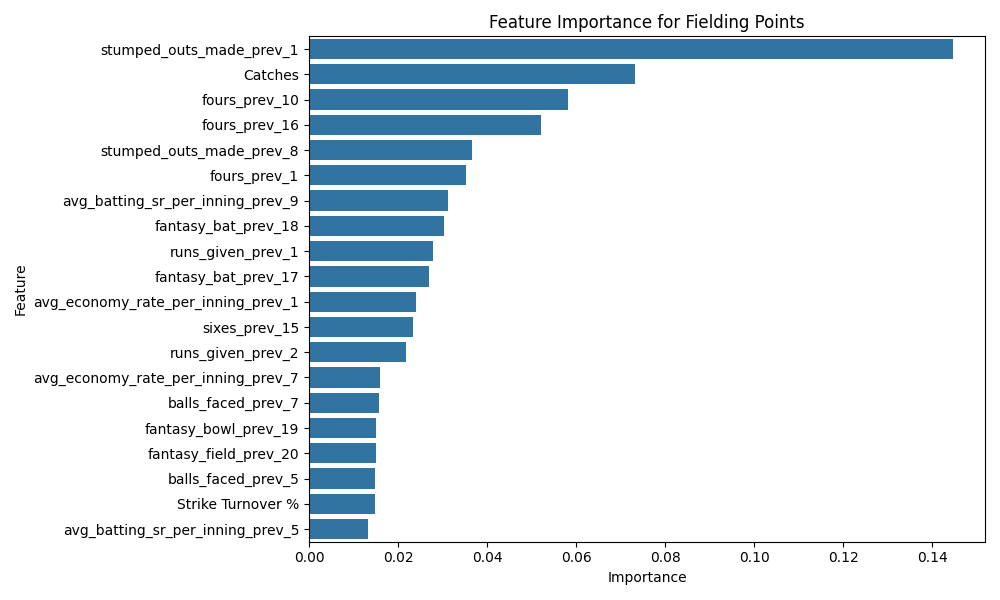 Feature Importance for Fielding Points
stumped_outs_made_prev_1
Catches
fours_prev_10
fours_prev_16
stumped_outs_made_prev_8
fours_prev_1
avg_batting_sr_per_inning_prev_9
fantasy_bat_prev_18
runs_given_prev_1
fantasy_bat_prev_17
avg_economy_rate_per_inning_prev_1
sixes_prev_15
runs_given_prev_2
avg_economy_rate_per_inning_prev_7
balls_faced_prev_7
fantasy_bowl_prev_19
fantasy_field_prev_20
balls_faced_prev_5
Strike Turnover %
avg_batting_sr_per_inning_prev_5
Feature
0.00 0.02 0.04 0.06 0.08 0.10 0.12 0.14
Importance